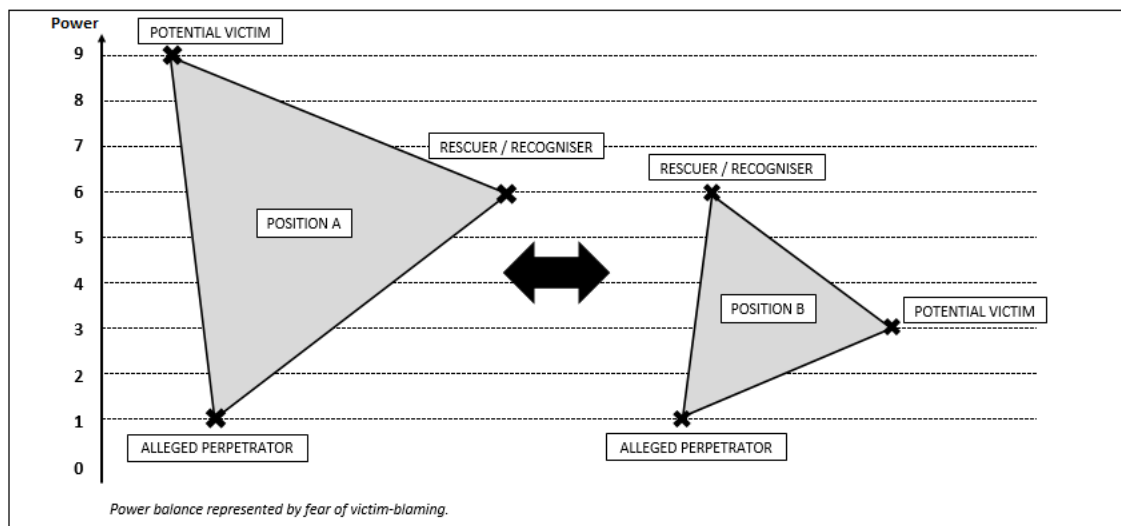 Power
POTENTIAL VICTIM
9
8
7
RESCUER / RECOGNISER
RESCUER / RECOGNISER
6
POSITION A
5
4
POSITION B
POTENTIAL VICTIM
3
2
1
ALLEGED PERPETRATOR
ALLEGED PERPETRATOR
0
Power balance represented by fear of victim-blaming.